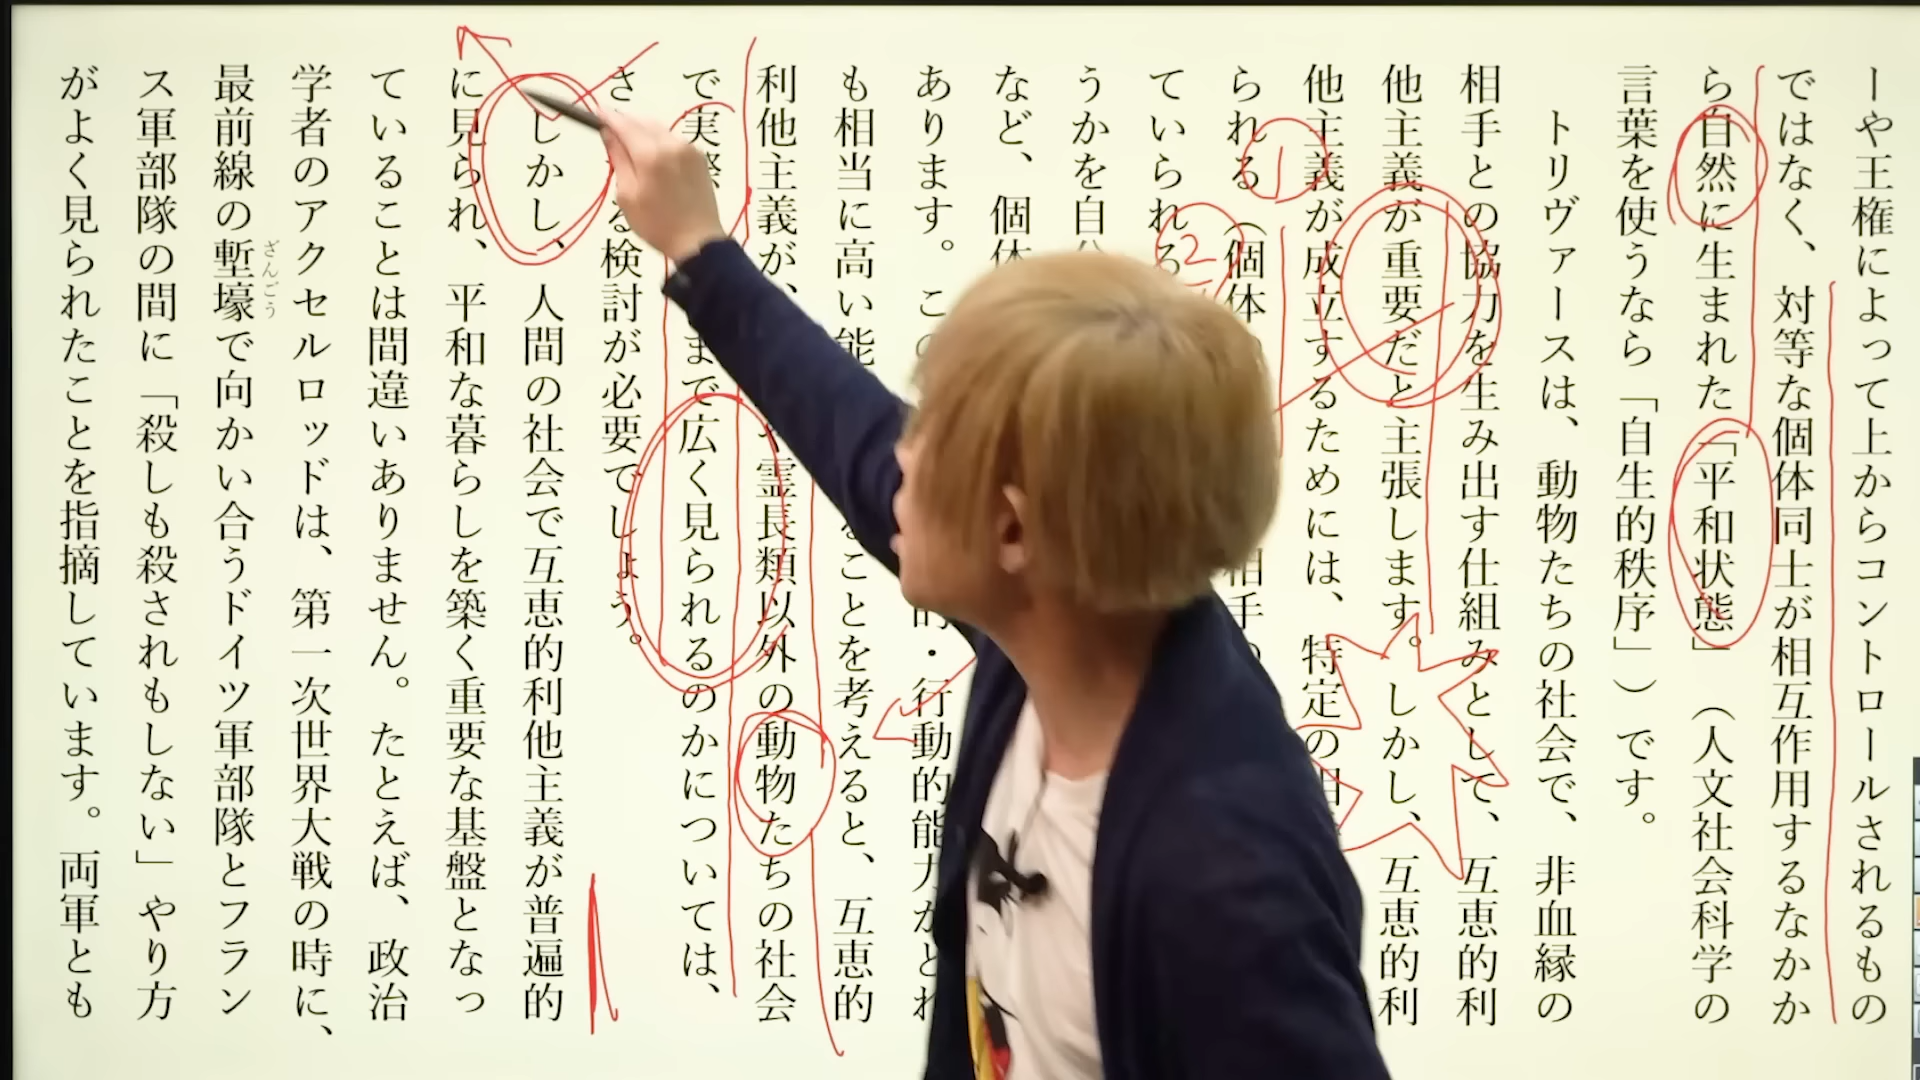 ーや王権によって上からコントロールされるもの
ではなく、対等な個体同士が相互作用するなかか
ら自然に生まれた「平和状態」（人文社会科学の
言葉を使うなら「自生的秩序」）です。
トリヴァースは、動物たちの社会で、非血縁の
相手との協力を生み出す仕組みとして、互恵的利
他主義が重要だと主張します。しかし、互恵的利
他主義が成立するためには、特定の
①
られる（個体 相手
ていられる
②
うかを自
など、個体
あります。こ 的・行動的能力がどれ
も相当に高い能 ることを考えると、互恵的
利他主義が、 や霊長類以外の動物たちの社会
で実際 まで広く見られるのかについては、
さ る検討が必要でしょう。
しかし、人間の社会で互恵的利他主義が普遍的
に見られ、平和な暮らしを築く重要な基盤となっ
ていることは間違いありません。たとえば、政治
学者のアクセルロッドは、第一次世界大戦の時に、
最前線の塹壕で向かい合うドイツ軍部隊とフラン
ざんごう
ス軍部隊の間に「殺しも殺されもしない」やり方
がよく見られたことを指摘しています。両軍とも